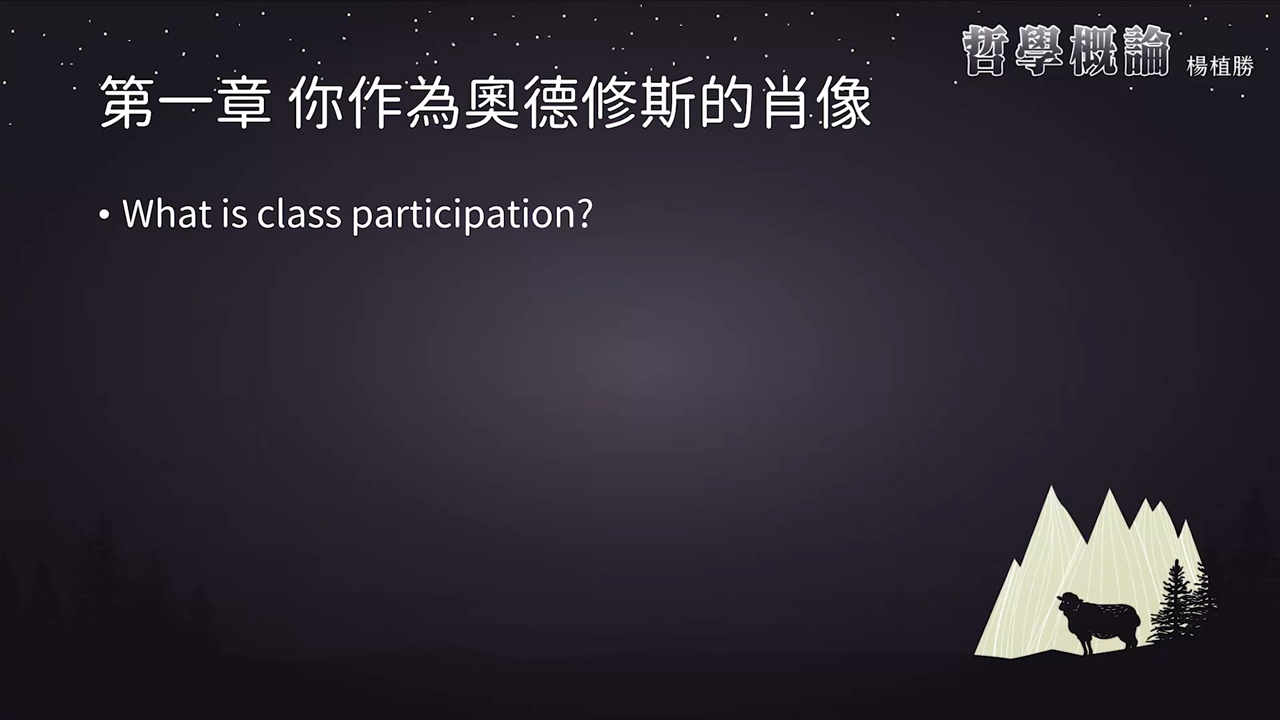 哲學概論 楊植勝
第一章 你作為奧德修斯的肖像
• What is class participation?